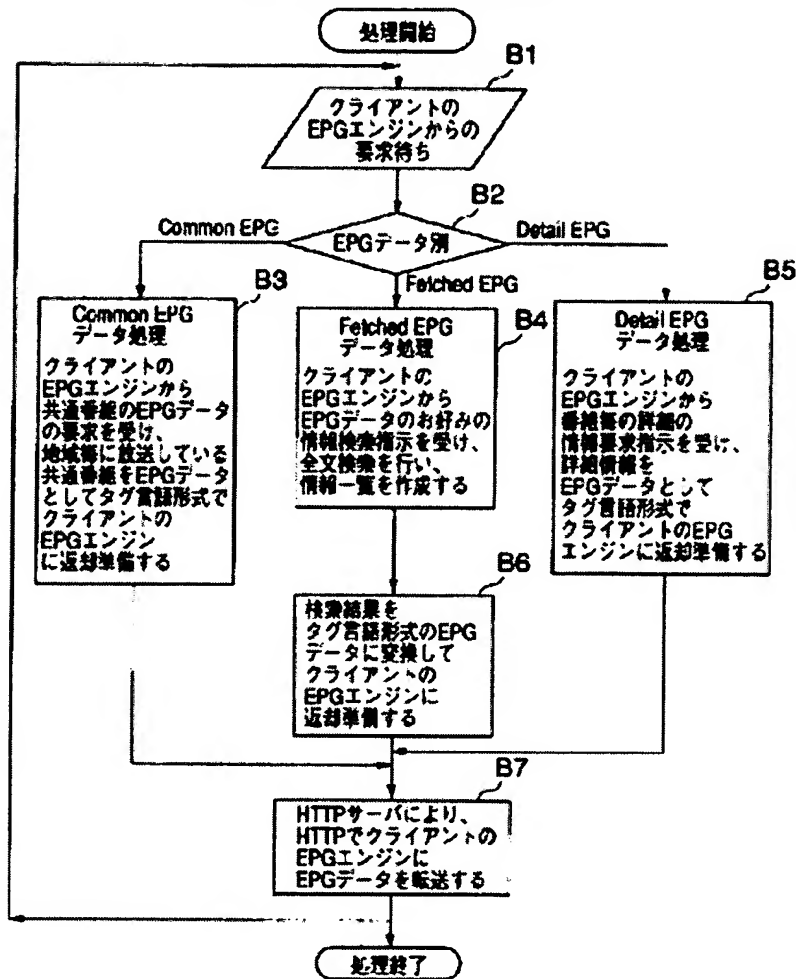 処理開始
B1
クライアントの
EPGエンジンからの
要求待ち
B2
Common EPG
EPGデータ別
Detail EPG
Fetched EPG
B3
Common EPG
データ処理
クライアントの
EPGエンジンから
共通番組のEPGデータ
の要求を受け、
地域毎に放送している
共通番組をEPGデータ
としてタグ言語形式で
クライアントの
EPGエンジン
に返却準備する
B4
Fetched EPG
データ処理
クライアントの
EPGエンジンから
EPGデータのお好みの
情報検索指示を受け、
全文検索を行い、
情報一覧を作成する
B5
Detail EPG
データ処理
クライアントの
EPGエンジンから
番組毎の詳細の
情報要求指示を受け、
詳細情報を
EPGデータとして
タグ言語形式で
クライアントのEPG
エンジンに返却準備する
B6
検索結果を
タグ言語形式のEPG
データに変換して
クライアントの
EPGエンジンに
返却準備する
B7
HTTPサーバにより、
HTTPでクライアントの
EPGエンジンに
EPGデータを転送する
処理終了